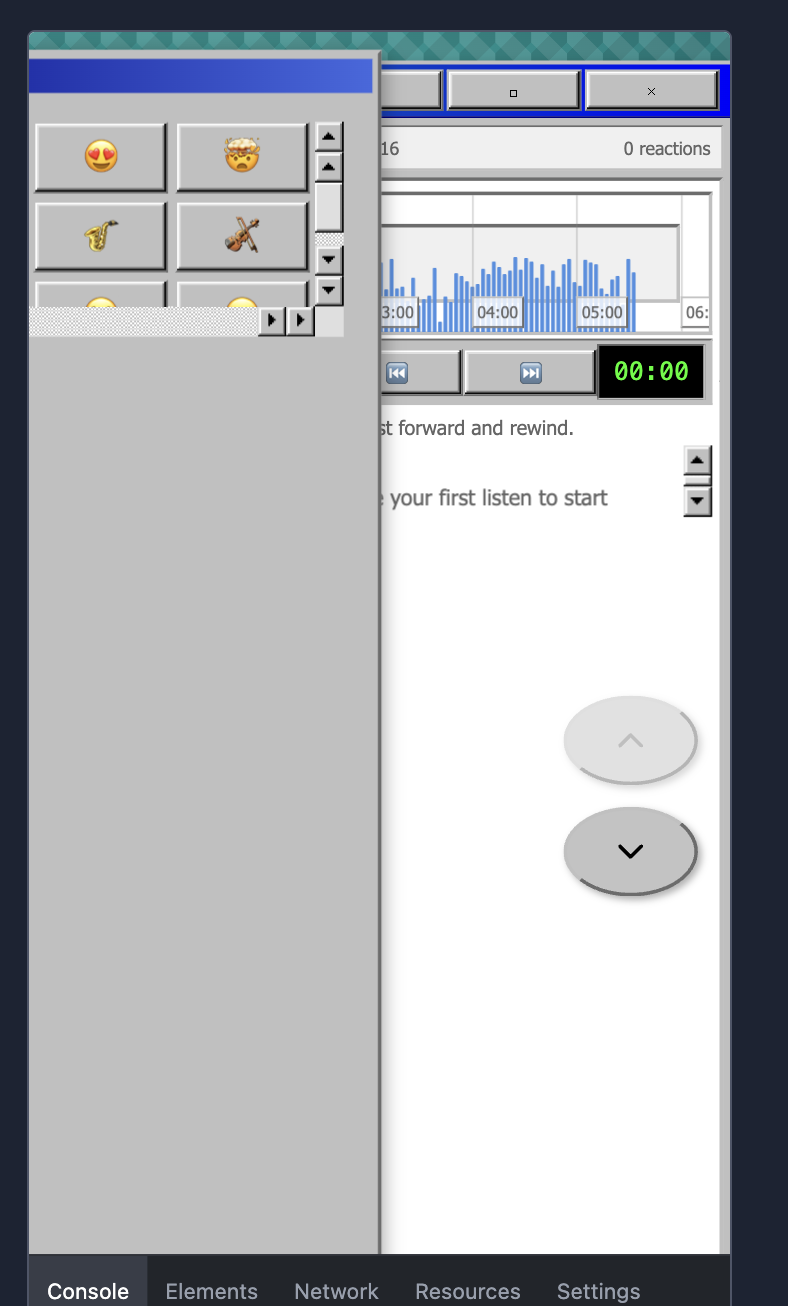 16
0 reactions
3:00
04:00
05:00
06:
00:00
st forward and rewind.
your first listen to start
Console
Elements
Network
Resources
Settings